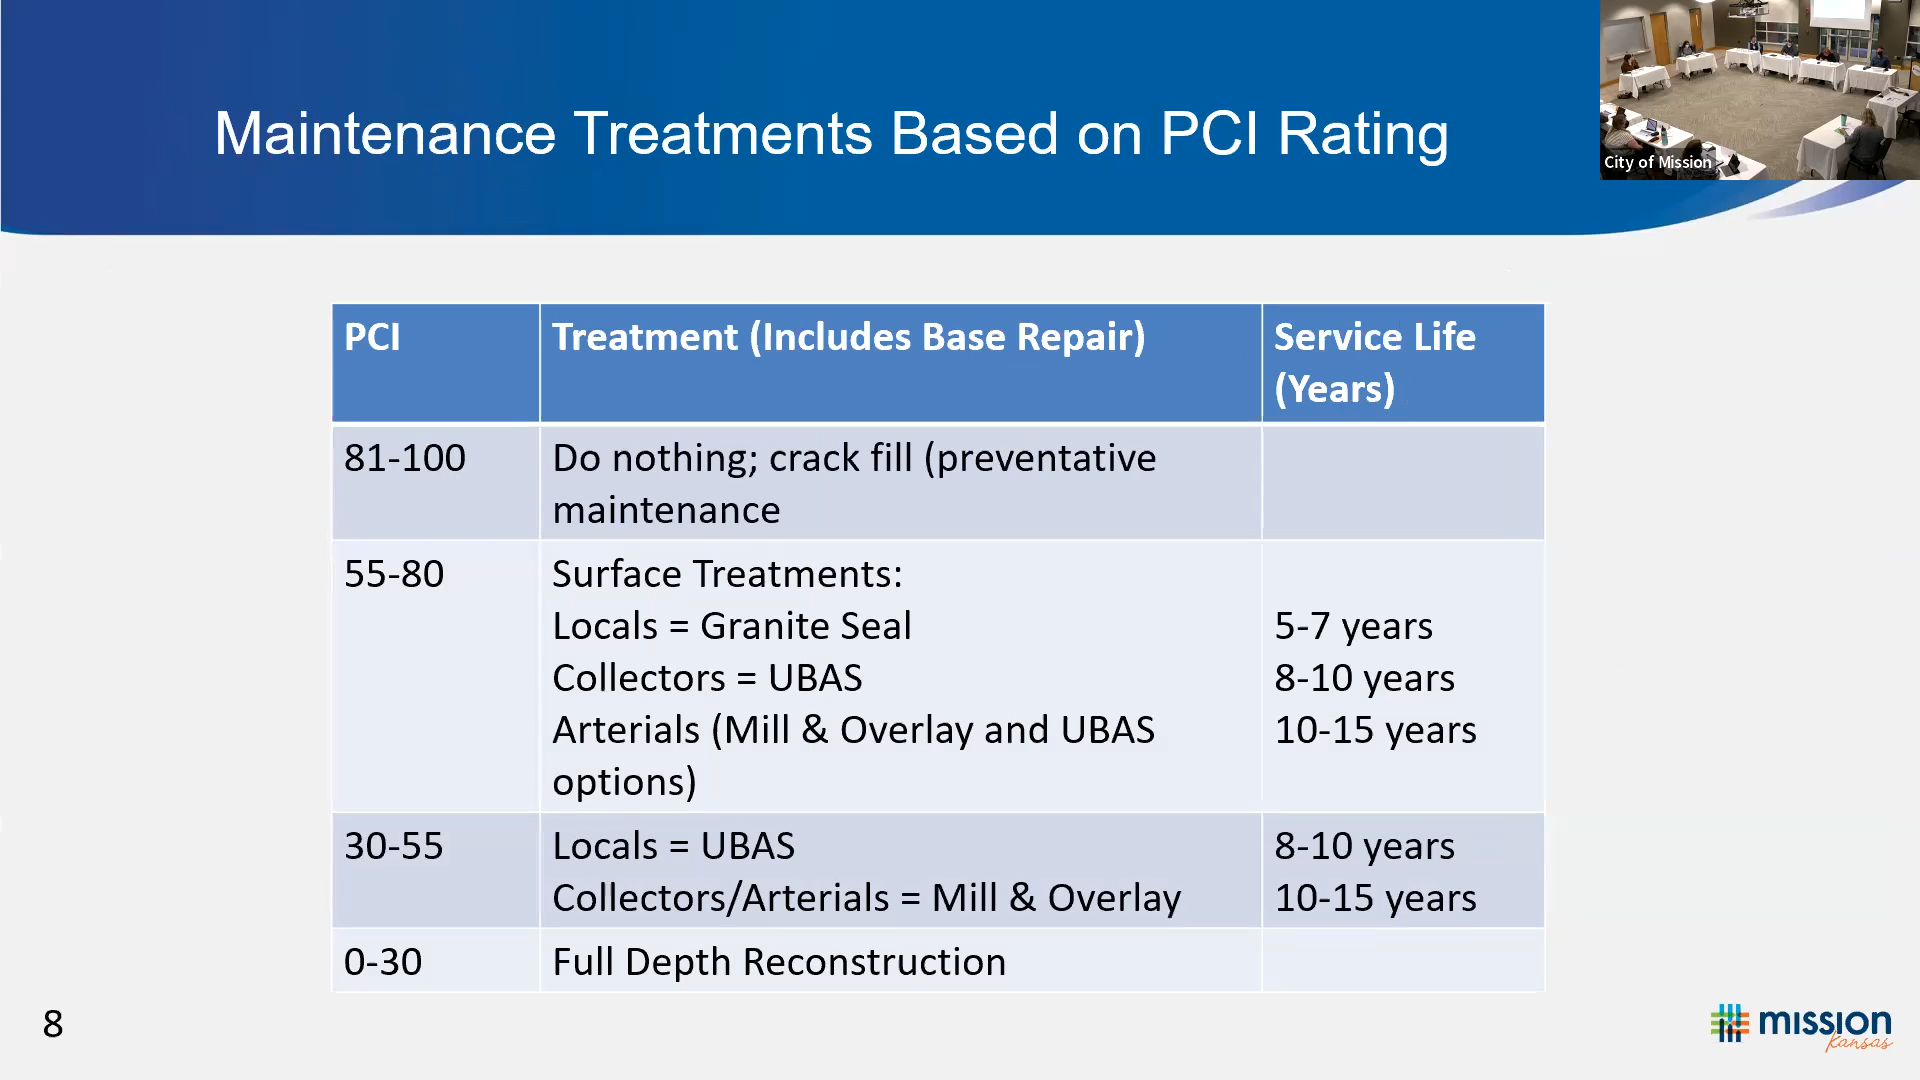 Maintenance Treatments Based on PCI Rating
City of Mission
PCI
Treatment (Includes Base Repair)
Service Life
(Years)
81-100
Do nothing; crack fill (preventative
maintenance
55-80
Surface Treatments:
Locals = Granite Seal
5-7 years
Collectors = UBAS
8-10 years
Arterials (Mill & Overlay and UBAS
10-15 years
options)
30-55
Locals = UBAS
8-10 years
Collectors/Arterials = Mill & Overlay
10-15 years
0-30
Full Depth Reconstruction
8
mission
kansas